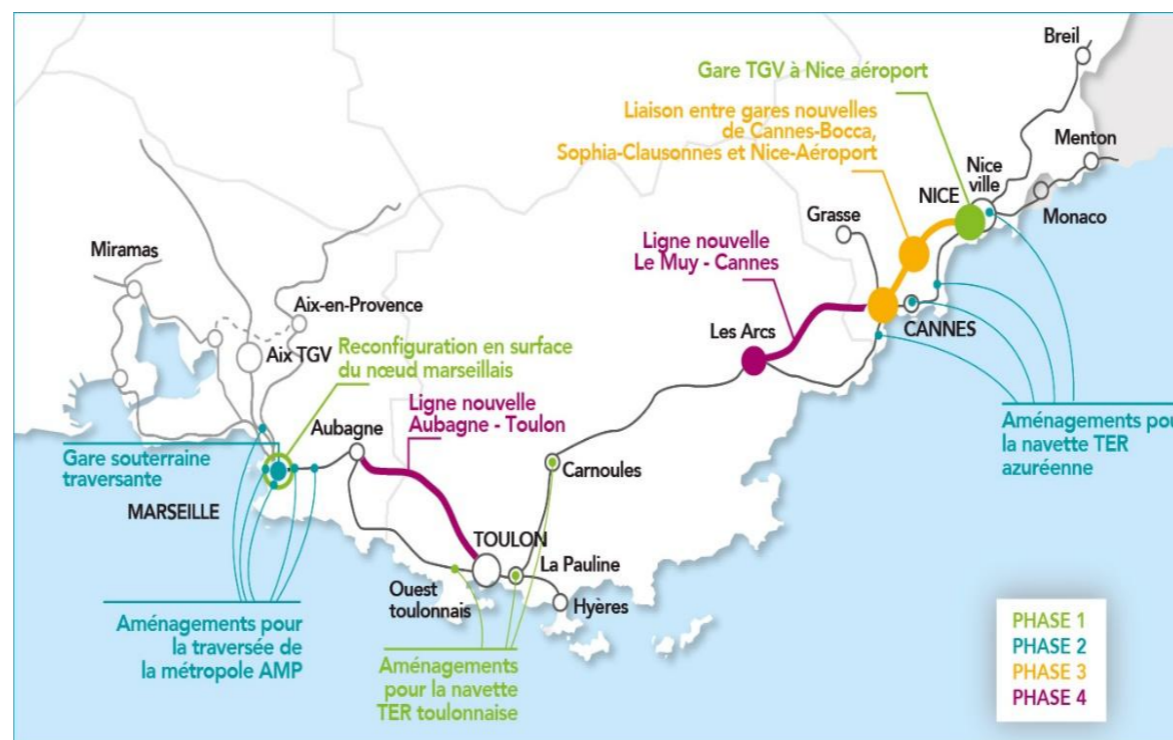 Breil
Gare TGV à Nice aéroport
Liaison entre gares nouvelles
de Cannes-Bocca,
Sophia-Clausonnes et Nice-Aéroport
Menton
Nice
ville
NICE
Monaco
Grasse
Ligne nouvelle
Le Muy - Cannes
Miramas
Aix-en-Provence
Aix TGV
Les Arcs
CANNES
Reconfiguration en surface
du nœud marseillais
Ligne nouvelle
Aubagne - Toulon
Aubagne
Aménagements pou
la navette TER
azuréenne
Gare souterraine
traversante
Carnoules
MARSEILLE
TOULON
La Pauline
Ouest
toulonnais
Hyères
Aménagements pour
la traversée de
la métropole AMP
Aménagements
pour la navette
TER toulonnaise
PHASE 1
PHASE 2
PHASE 3
PHASE 4